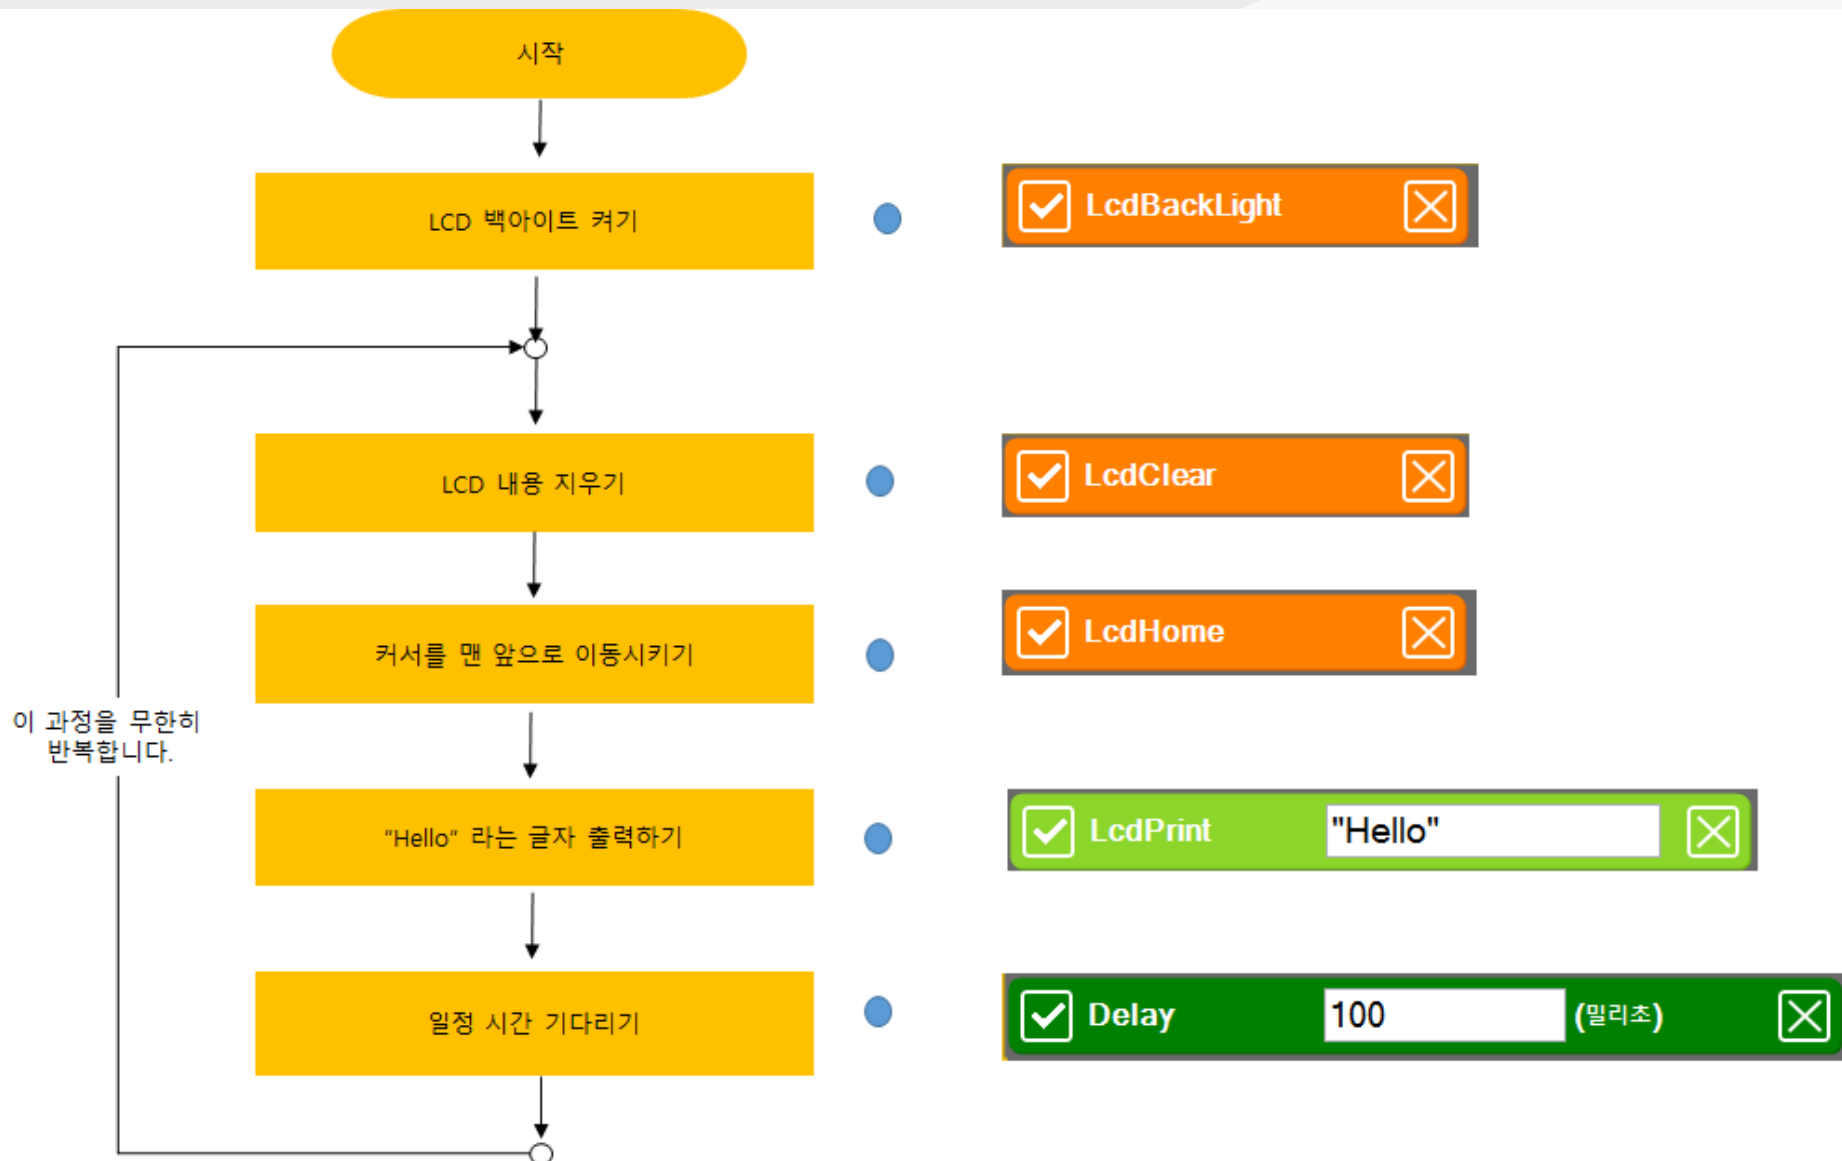 시작
LCD 백아이트 켜기
LcdBackLight
LCD 내용 지우기
LcdClear
커서를 맨 앞으로 이동시키기
LcdHome
이 과정을 무한히
반복합니다.
“Hello” 라는 글자 출력하기
LcdPrint "Hello"
일정 시간 기다리기
Delay 100 (밀리초)